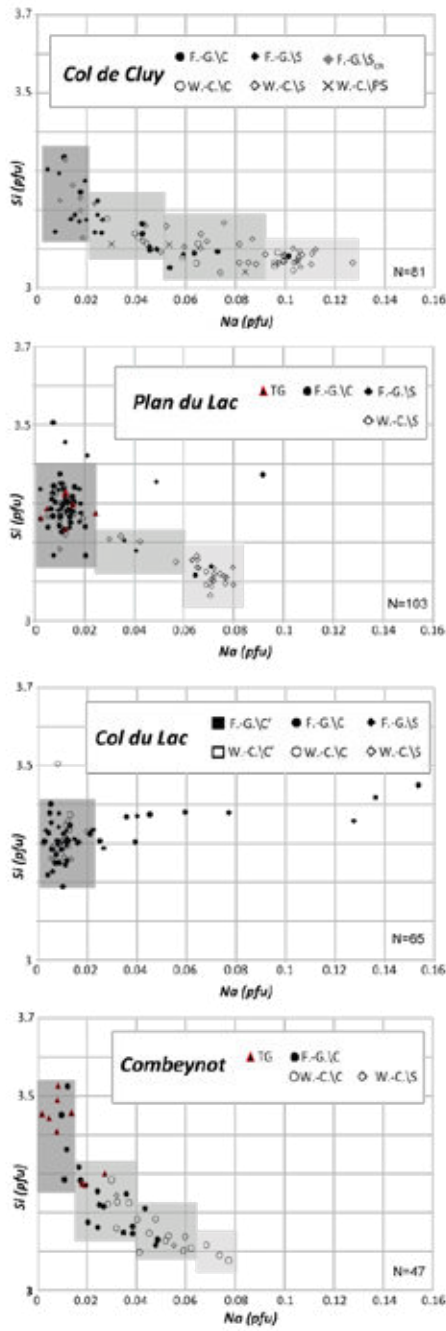 3.7
Col de Cluy
F.-G.\C F.-G.\S F.-G.\S
W.-C.\C W.-C.\S W.-C.\PS
3.5
Si (pfu)
3
N=81
0 0.02 0.04 0.06 0.08 0.1 0.12 0.14 0.16
Na (pfu)
3.7
Plan du Lac
TG F.-G.\C F.-G.\S
W.-C.\S
3.5
Si (pfu)
3
N=103
0 0.02 0.04 0.06 0.08 0.1 0.12 0.14 0.16
Na (pfu)
3.7
Col du Lac
F.-G.\C' F.-G.\C F.-G.\S
W.-C.\C' W.-C.\C W.-C.\S
3.5
Si (pfu)
3
N=65
0 0.02 0.04 0.06 0.08 0.1 0.12 0.14 0.16
Na (pfu)
3.7
Combeynot
TG F.-G.\C
W.-C.\C W.-C.\S
3.5
Si (pfu)
3
N=47
0 0.02 0.04 0.06 0.08 0.1 0.12 0.14 0.16
Na (pfu)